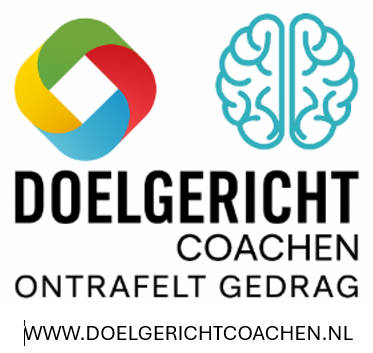 DOELGERICHT
COACHEN
ONTRAFELT GEDRAG
WWW.DOELGERICHTCOACHEN.NL